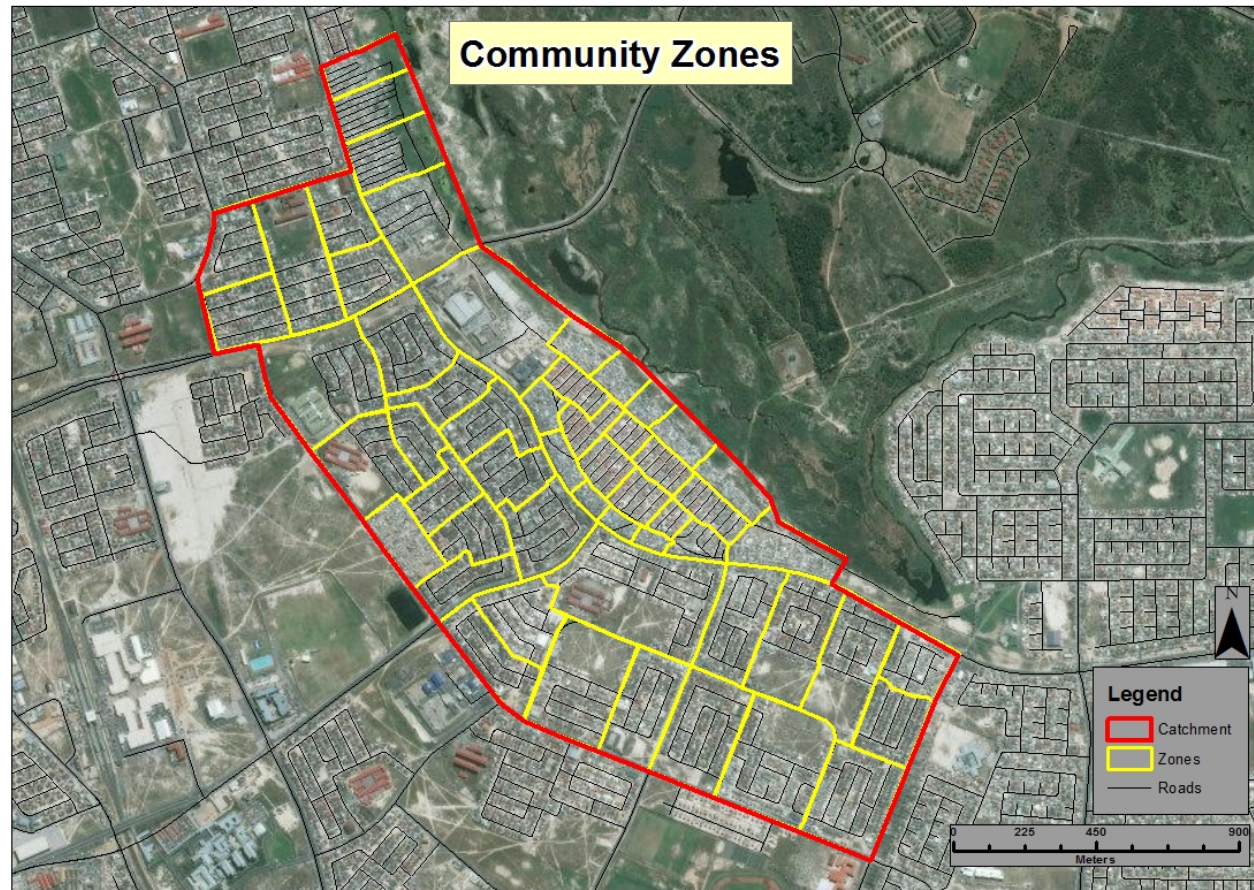 Community Zones
N
Legend
Catchment
Zones
Roads
0 225 450 900
Meters